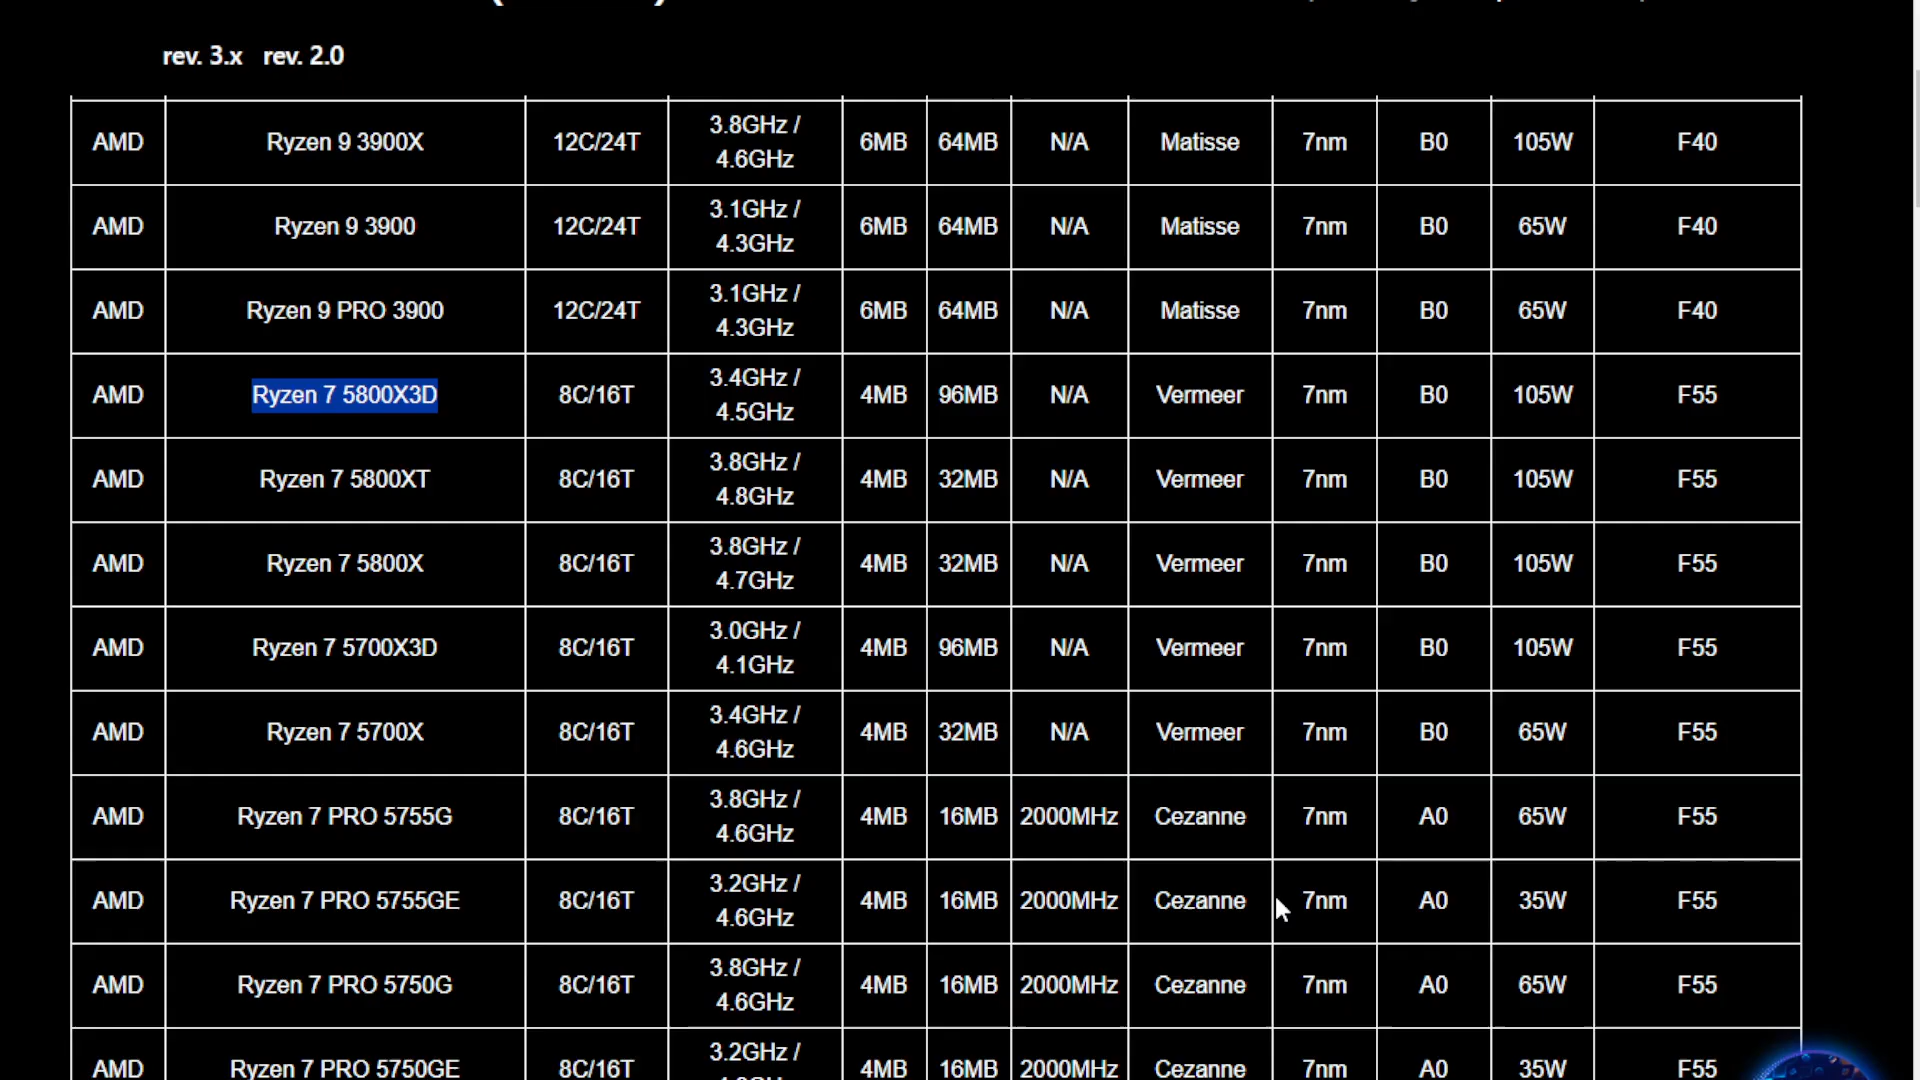 rev. 3.x rev. 2.0
AMD Ryzen 9 3900X 12C/24T 3.8GHz / 4.6GHz 6MB 64MB N/A Matisse 7nm B0 105W F40
AMD Ryzen 9 3900 12C/24T 3.1GHz / 4.3GHz 6MB 64MB N/A Matisse 7nm B0 65W F40
AMD Ryzen 9 PRO 3900 12C/24T 3.1GHz / 4.3GHz 6MB 64MB N/A Matisse 7nm B0 65W F40
AMD Ryzen 7 5800X3D 8C/16T 3.4GHz / 4.5GHz 4MB 96MB N/A Vermeer 7nm B0 105W F55
AMD Ryzen 7 5800XT 8C/16T 3.8GHz / 4.8GHz 4MB 32MB N/A Vermeer 7nm B0 105W F55
AMD Ryzen 7 5800X 8C/16T 3.8GHz / 4.7GHz 4MB 32MB N/A Vermeer 7nm B0 105W F55
AMD Ryzen 7 5700X3D 8C/16T 3.0GHz / 4.1GHz 4MB 96MB N/A Vermeer 7nm B0 105W F55
AMD Ryzen 7 5700X 8C/16T 3.4GHz / 4.6GHz 4MB 32MB N/A Vermeer 7nm B0 65W F55
AMD Ryzen 7 PRO 5755G 8C/16T 3.8GHz / 4.6GHz 4MB 16MB 2000MHz Cezanne 7nm A0 65W F55
AMD Ryzen 7 PRO 5755GE 8C/16T 3.2GHz / 4.6GHz 4MB 16MB 2000MHz Cezanne 7nm A0 35W F55
AMD Ryzen 7 PRO 5750G 8C/16T 3.8GHz / 4.6GHz 4MB 16MB 2000MHz Cezanne 7nm A0 65W F55
AMD Ryzen 7 PRO 5750GE 8C/16T 3.2GHz / 4MB 16MB 2000MHz Cezanne 7nm A0 35W F55